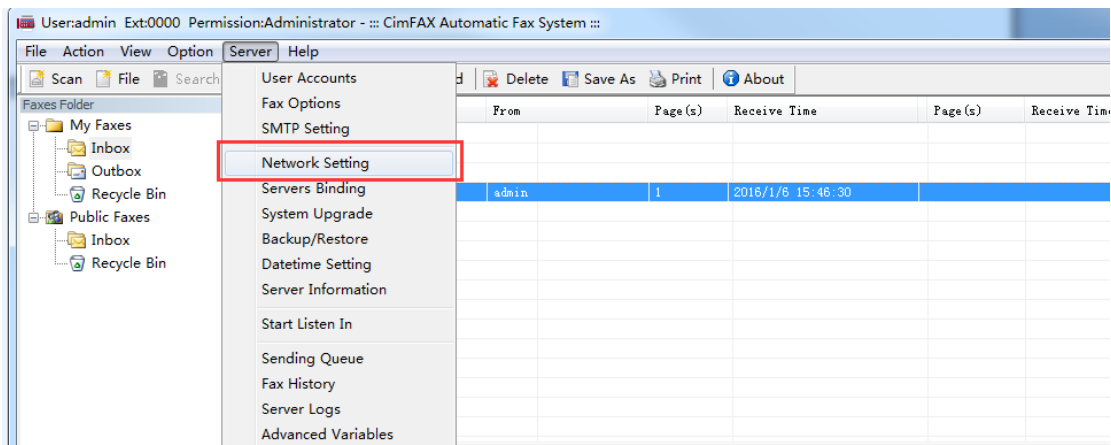 User:admin Ext:0000 Permission:Administrator - ::: CimFAX Automatic Fax System :::
File Action View Option Server Help
Scan File Search Delete Save As Print About
Faxes Folder
My Faxes
Inbox
Outbox
Recycle Bin
Public Faxes
Inbox
Recycle Bin
User Accounts
Fax Options
SMTP Setting
Network Setting
Servers Binding
System Upgrade
Backup/Restore
Datetime Setting
Server Information
Start Listen In
Sending Queue
Fax History
Server Logs
Advanced Variables
From Page(s) Receive Time Page(s) Receive
admin 1 2016/1/6 15:46:30